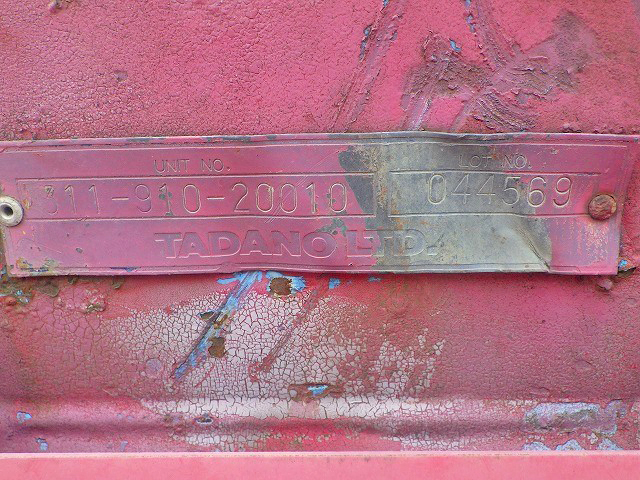 UNIT NO. LOT NO.
311-910-20010 044569
TADANO LTD.